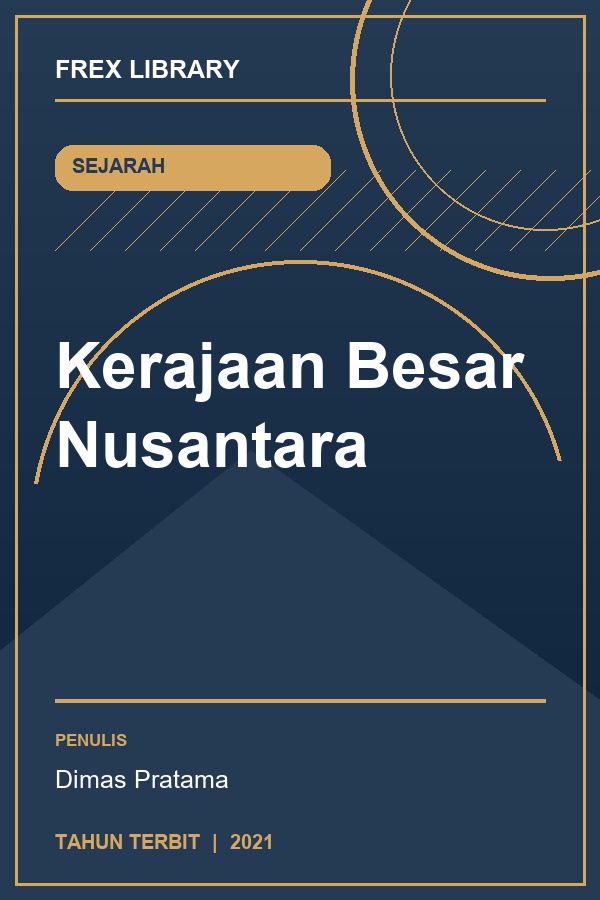 FREX LIBRARY
SEJARAH
Kerajaan Besar
Nusantara
PENULIS
Dimas Pratama
TAHUN TERBIT | 2021